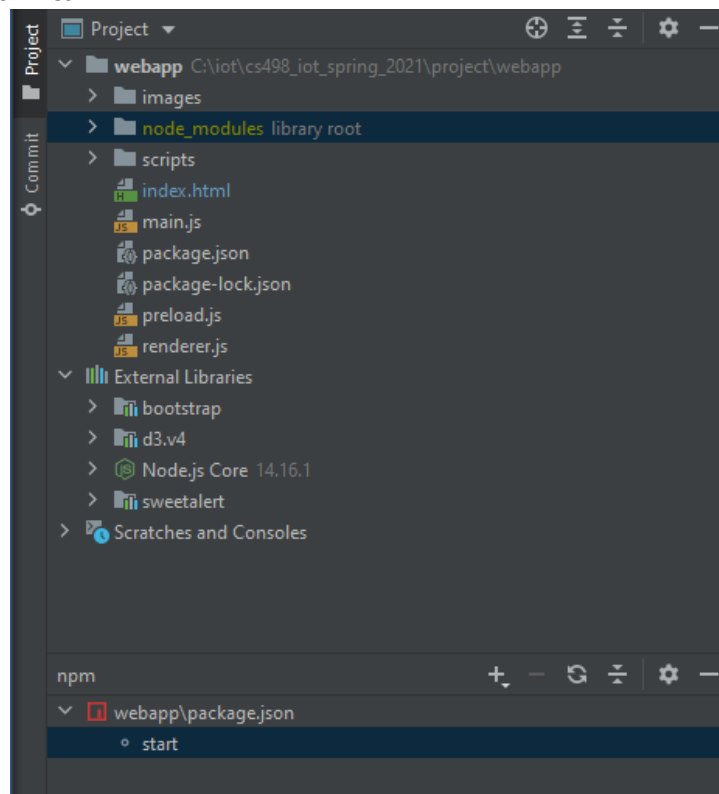 Project
Project
Commit
webapp C:\iot\cs498_iot_spring_2021\project\webapp
images
node_modules library root
scripts
index.html
main.js
package.json
package-lock.json
preload.js
renderer.js
External Libraries
bootstrap
d3.v4
Node.js Core 14.16.1
sweetalert
Scratches and Consoles
npm
webapp\package.json
start